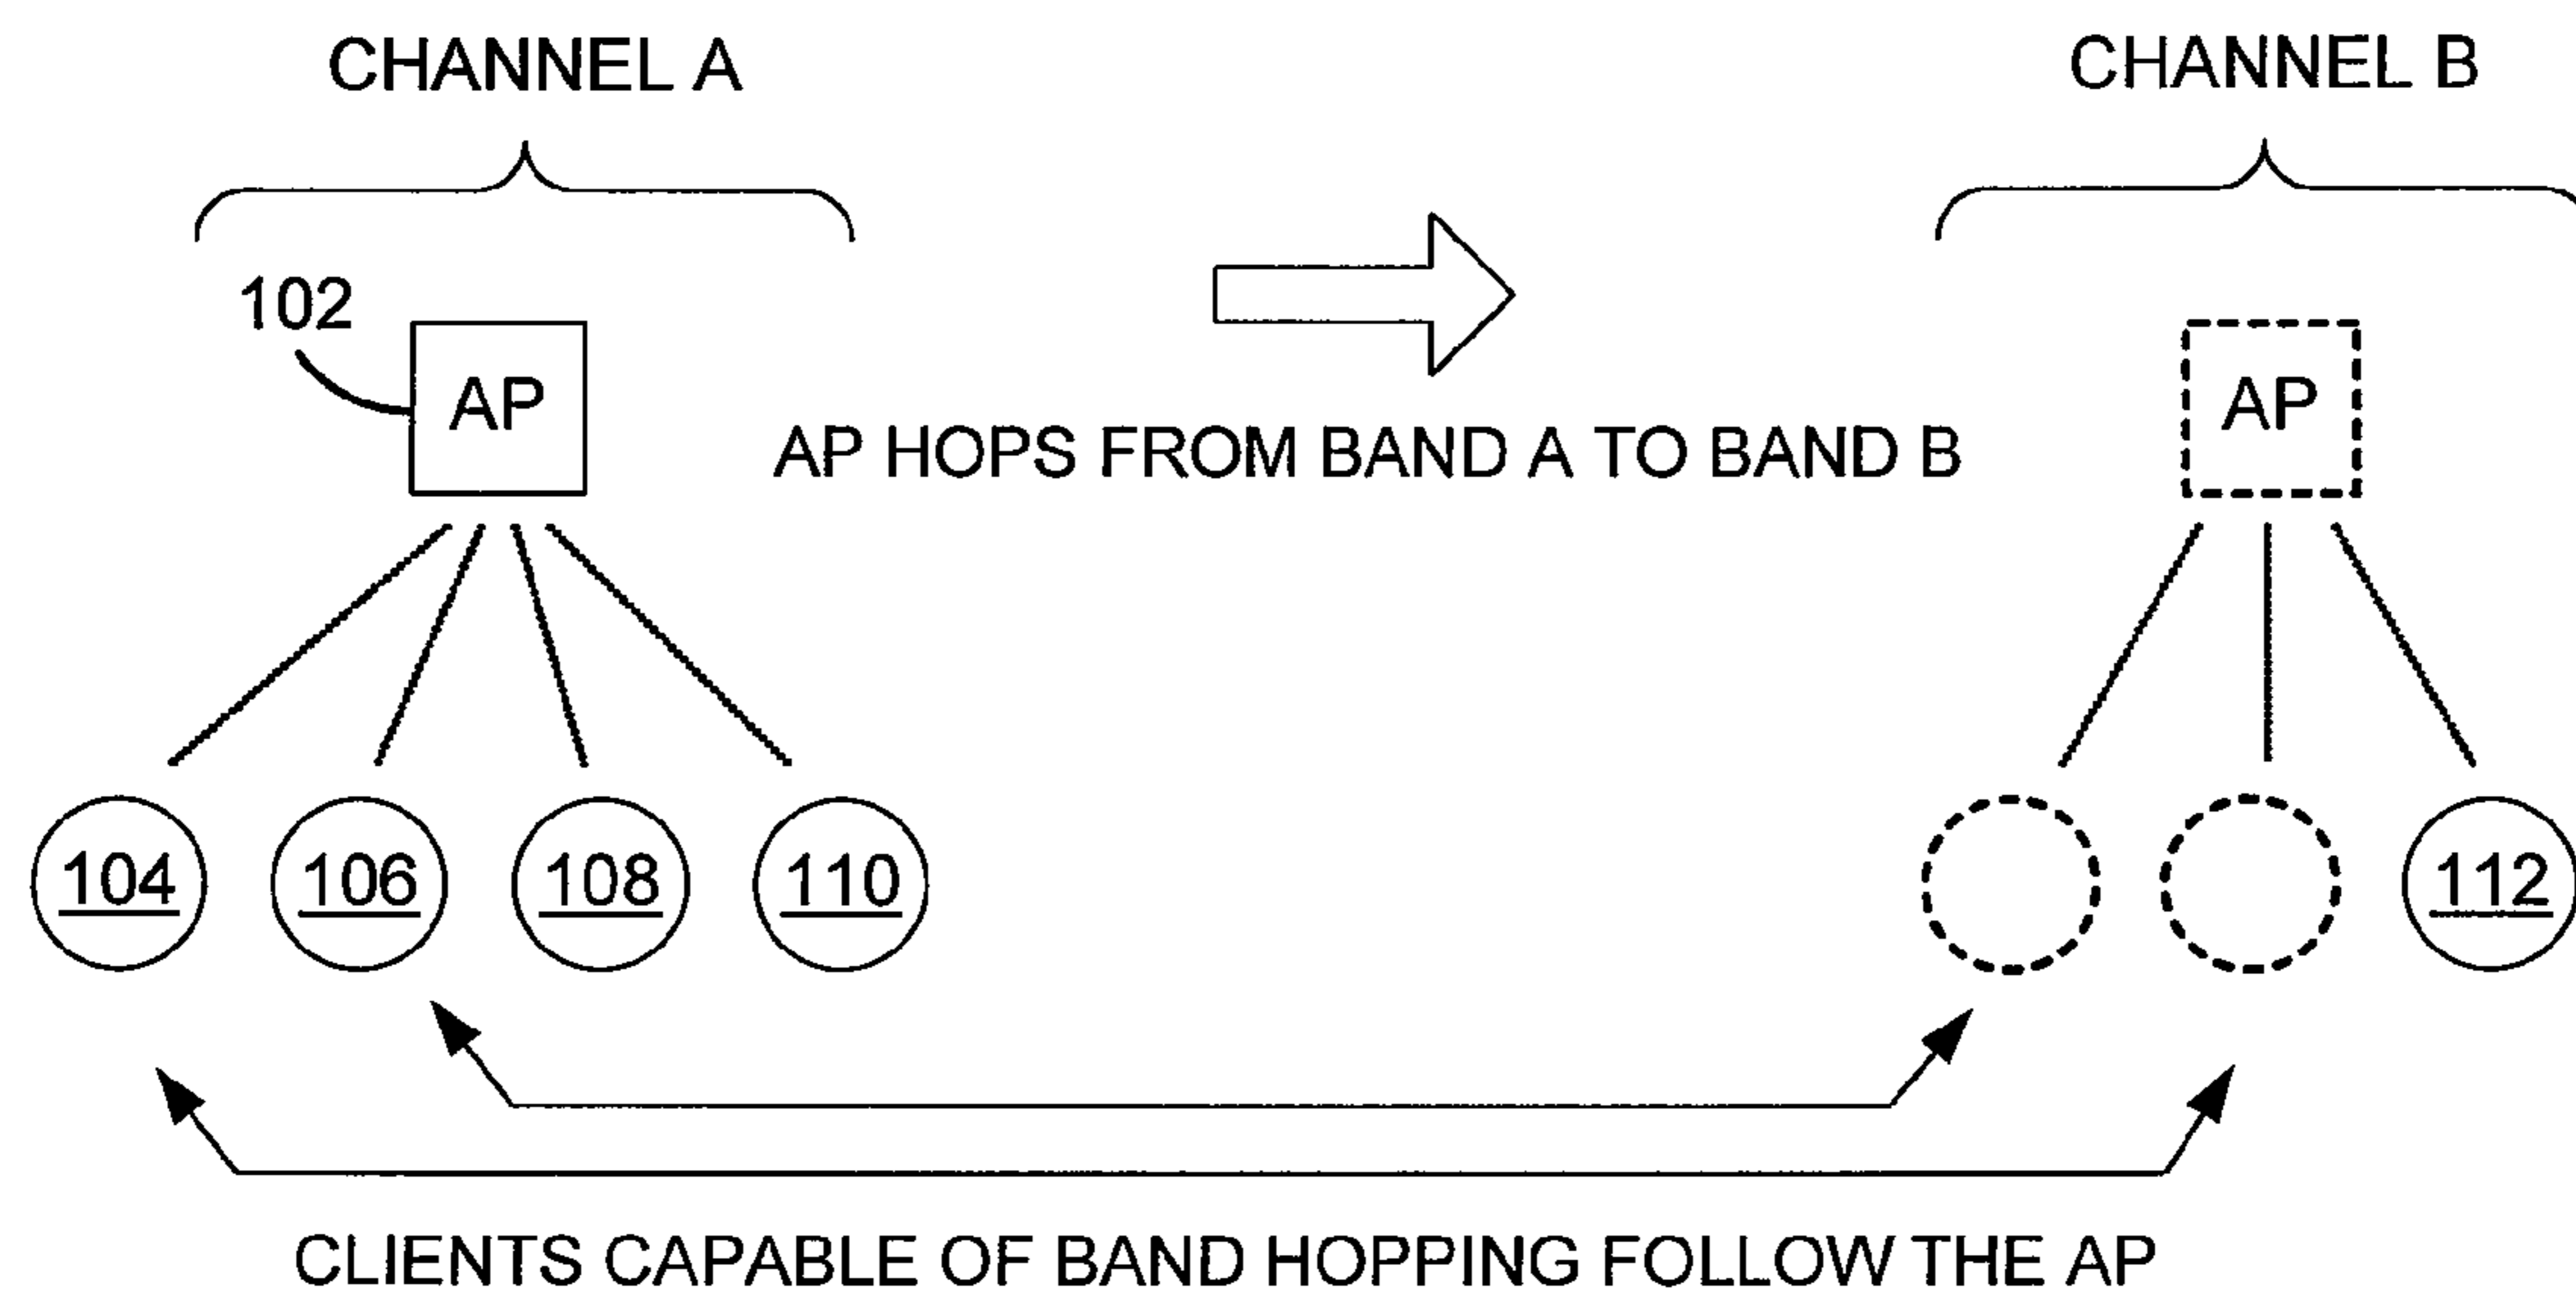 CHANNEL A
CHANNEL B
102
AP
AP
AP HOPS FROM BAND A TO BAND B
104
106
108
110
112
CLIENTS CAPABLE OF BAND HOPPING FOLLOW THE AP